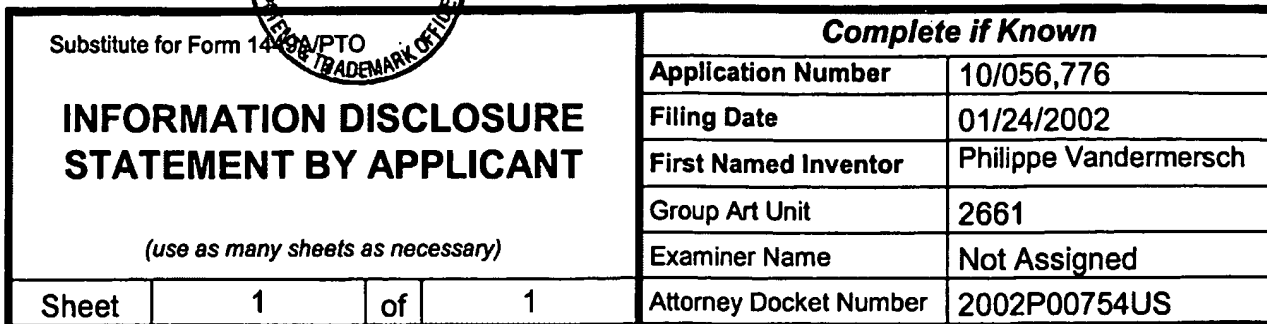 Substitute for Form 1449A/PTO
TRADEMARK OFFICE
INFORMATION DISCLOSURE
STATEMENT BY APPLICANT
(use as many sheets as necessary)
Sheet 1 of 1
Complete if Known
Application Number 10/056,776
Filing Date 01/24/2002
First Named Inventor Philippe Vandermersch
Group Art Unit 2661
Examiner Name Not Assigned
Attorney Docket Number 2002P00754US